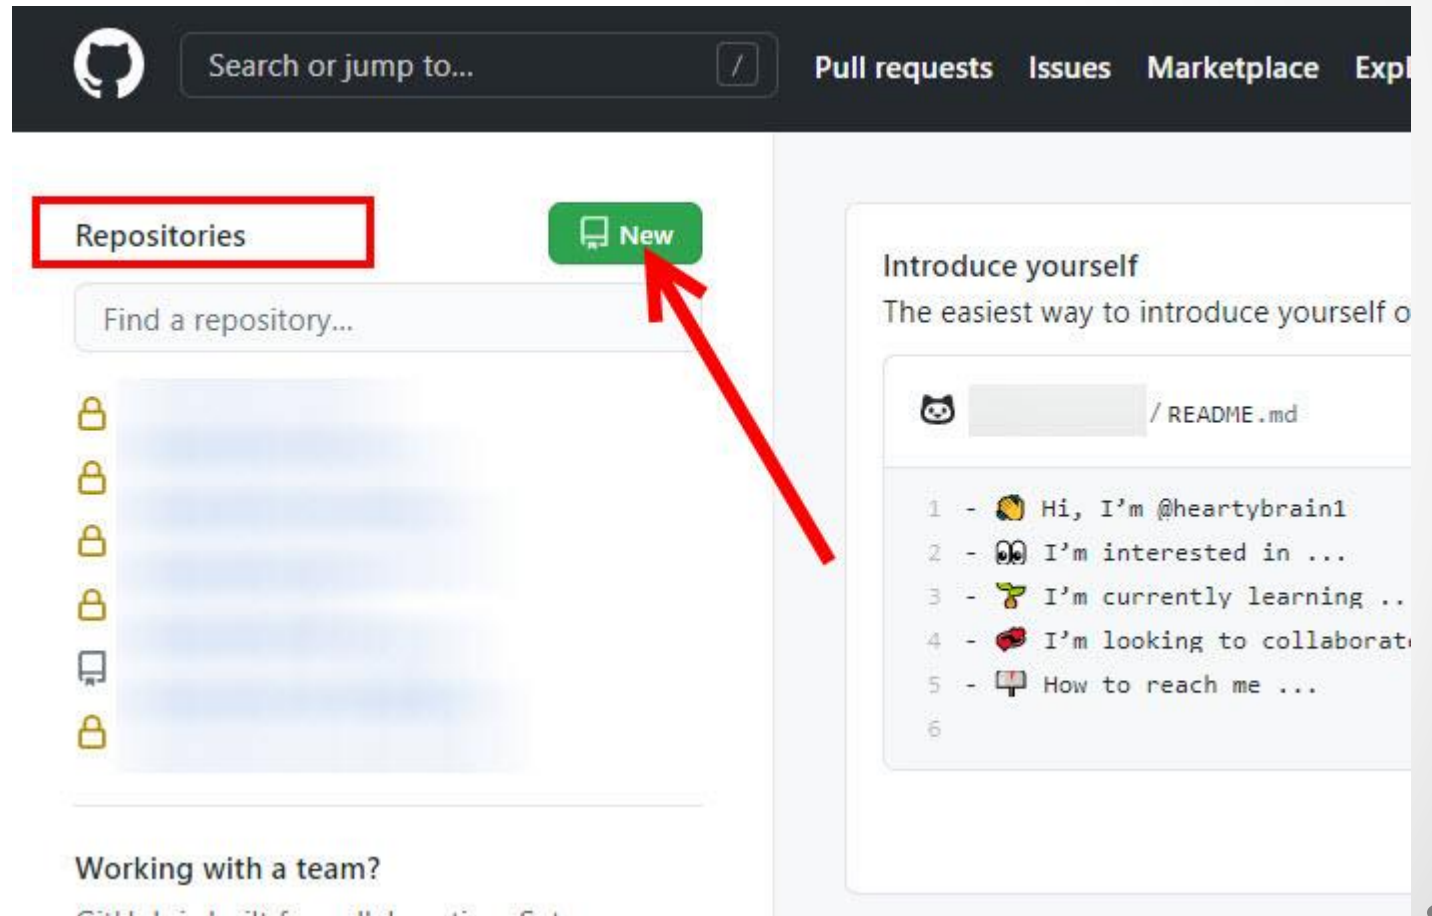 Search or jump to... / Pull requests Issues Marketplace Expl
Repositories New
Find a repository...
Working with a team?
Introduce yourself
The easiest way to introduce yourself o
/ README.md
1 - Hi, I’m @heartybrain1
2 - I’m interested in ...
3 - I’m currently learning ..
4 - I’m looking to collaborat
5 - How to reach me ...
6